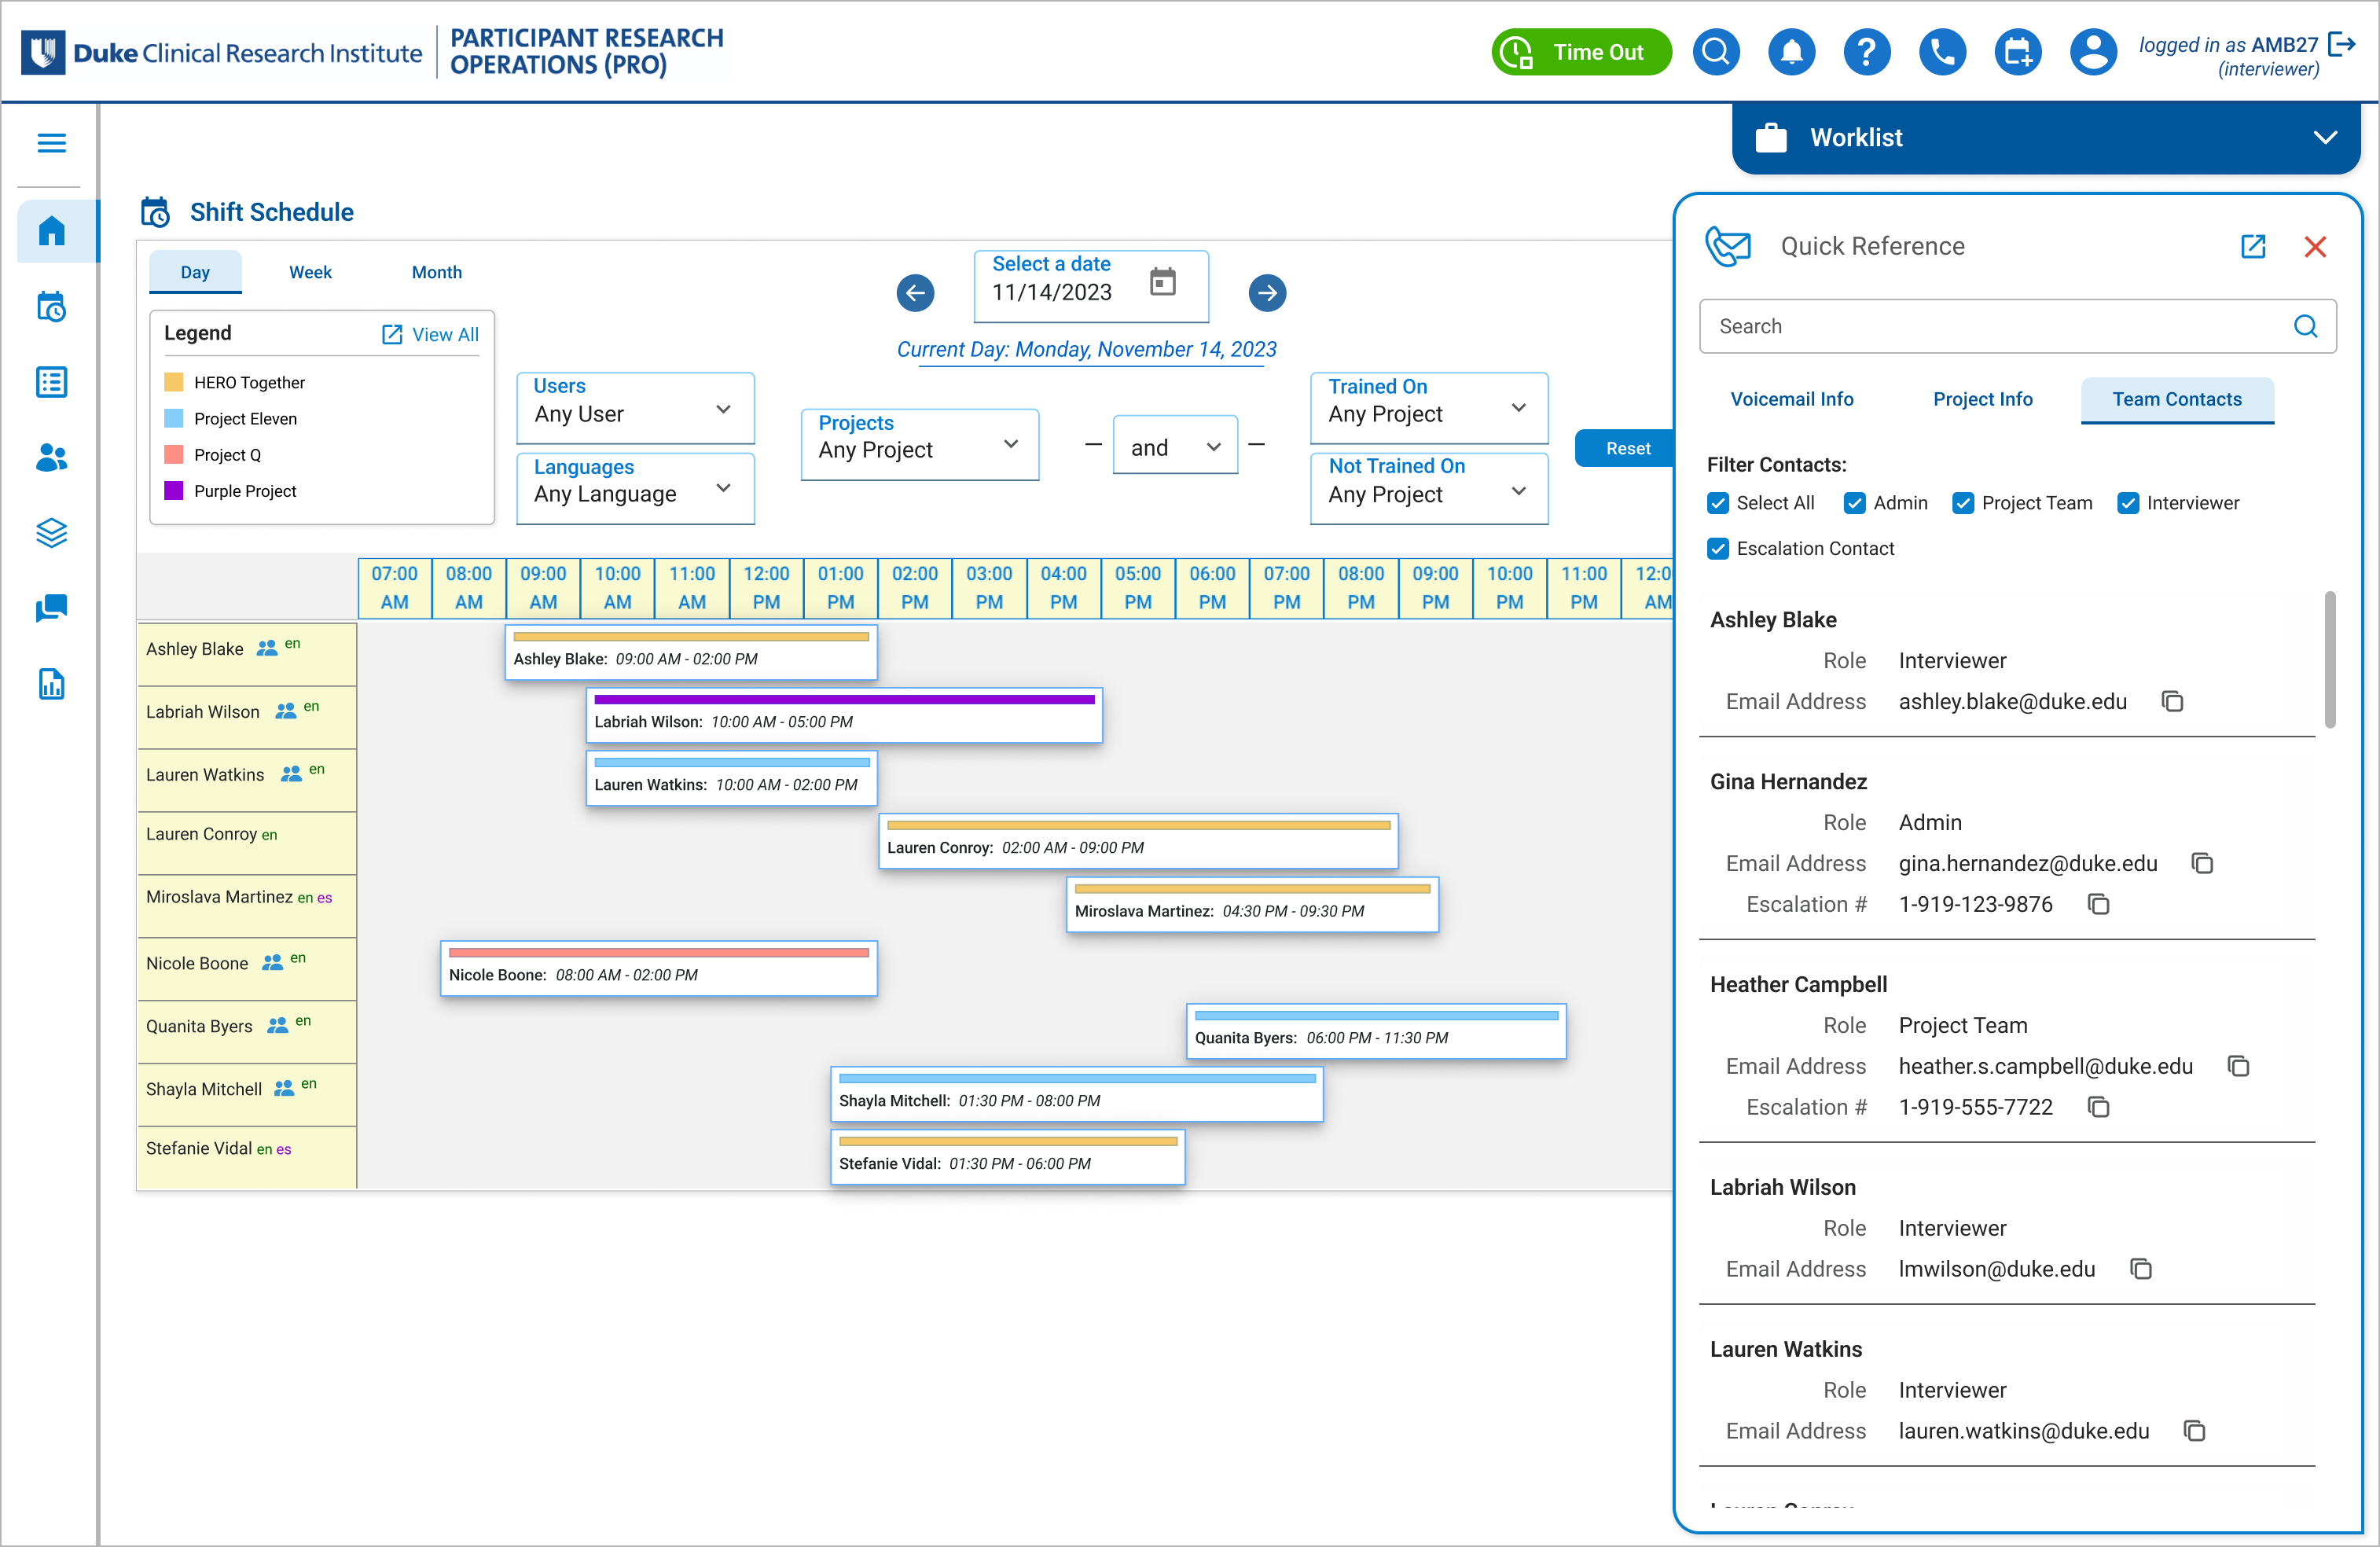 Duke Clinical Research Institute
PARTICIPANT RESEARCH
OPERATIONS (PRO)
Time Out
logged in as AMB27
(interviewer)
Worklist
Shift Schedule
Day
Week
Month
Select a date
11/14/2023
Current Day: Monday, November 14, 2023
Legend
View All
HERO Together
Project Eleven
Project Q
Purple Project
Users
Any User
Languages
Any Language
Projects
Any Project
and
Trained On
Any Project
Not Trained On
Any Project
Reset
07:00 AM
08:00 AM
09:00 AM
10:00 AM
11:00 AM
12:00 PM
01:00 PM
02:00 PM
03:00 PM
04:00 PM
05:00 PM
06:00 PM
07:00 PM
08:00 PM
09:00 PM
10:00 PM
11:00 PM
12:0 AM
Ashley Blake en
Ashley Blake: 09:00 AM - 02:00 PM
Labriah Wilson en
Labriah Wilson: 10:00 AM - 05:00 PM
Lauren Watkins en
Lauren Watkins: 10:00 AM - 02:00 PM
Lauren Conroy en
Lauren Conroy: 02:00 AM - 09:00 PM
Miroslava Martinez en es
Miroslava Martinez: 04:30 PM - 09:30 PM
Nicole Boone en
Nicole Boone: 08:00 AM - 02:00 PM
Quanita Byers en
Quanita Byers: 06:00 PM - 11:30 PM
Shayla Mitchell en
Shayla Mitchell: 01:30 PM - 08:00 PM
Stefanie Vidal en es
Stefanie Vidal: 01:30 PM - 06:00 PM
Quick Reference
Search
Voicemail Info
Project Info
Team Contacts
Filter Contacts:
Select All
Admin
Project Team
Interviewer
Escalation Contact
Ashley Blake
Role Interviewer
Email Address ashley.blake@duke.edu
Gina Hernandez
Role Admin
Email Address gina.hernandez@duke.edu
Escalation # 1-919-123-9876
Heather Campbell
Role Project Team
Email Address heather.s.campbell@duke.edu
Escalation # 1-919-555-7722
Labriah Wilson
Role Interviewer
Email Address lmwilson@duke.edu
Lauren Watkins
Role Interviewer
Email Address lauren.watkins@duke.edu